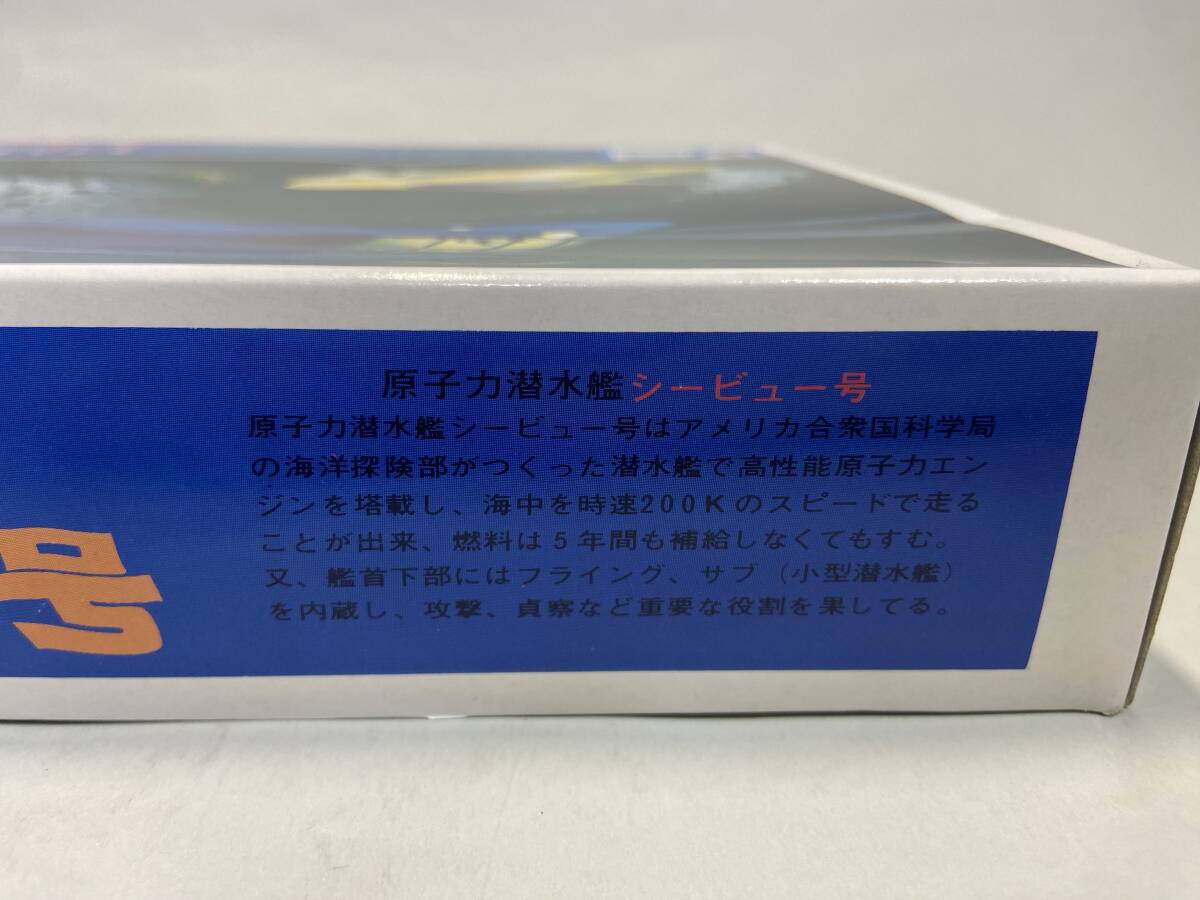 原子力潜水艦シービュー号
原子力潜水艦シービュー号はアメリカ合衆国科学局
の海洋探険部がつくった潜水艦で高性能原子力エン
ジンを塔載し、海中を時速200Kのスピードで走る
ことが出来、燃料は5年間も補給しなくてもすむ。
又、艦首下部にはフライング、サブ(小型潜水艦)
を内蔵し、攻撃、貞察など重要な役割を果してる。
号